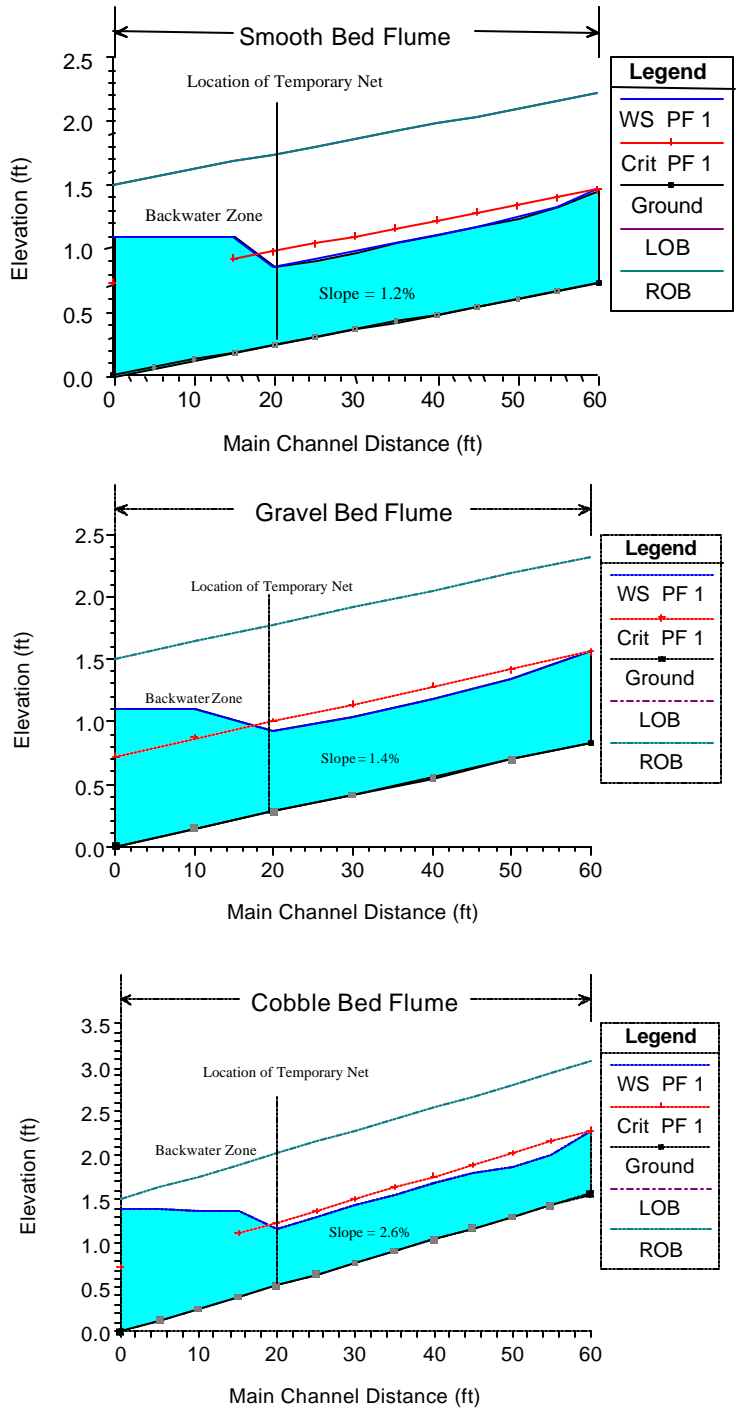 Smooth Bed Flume
2.5
Location of Temporary Net
2.0
1.5
Backwater Zone
1.0
Slope = 1.2%
0.5
0.0
0 10 20 30 40 50 60
Elevation (ft)
Main Channel Distance (ft)
Legend
WS PF 1
Crit PF 1
Ground
LOB
ROB
Gravel Bed Flume
2.5
Location of Temporary Net
2.0
1.5
Backwater Zone
1.0
Slope = 1.4%
0.5
0.0
0 10 20 30 40 50 60
Elevation (ft)
Main Channel Distance (ft)
Legend
WS PF 1
Crit PF 1
Ground
LOB
ROB
Cobble Bed Flume
3.5
3.0
Location of Temporary Net
2.5
2.0
Backwater Zone
1.5
1.0
Slope = 2.6%
0.5
0.0
0 10 20 30 40 50 60
Elevation (ft)
Main Channel Distance (ft)
Legend
WS PF 1
Crit PF 1
Ground
LOB
ROB